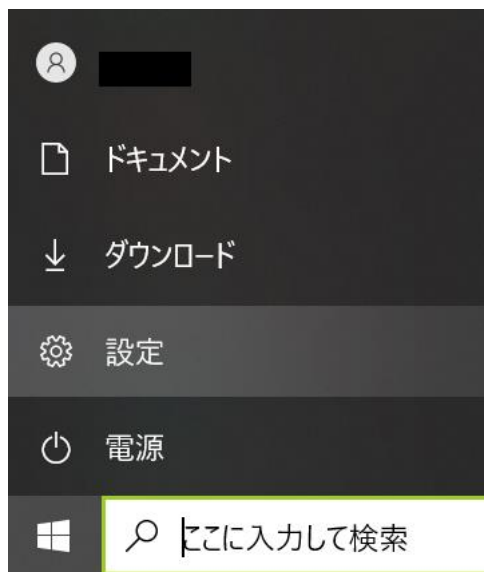 ドキュメント
ダウンロード
設定
電源
ここに入力して検索